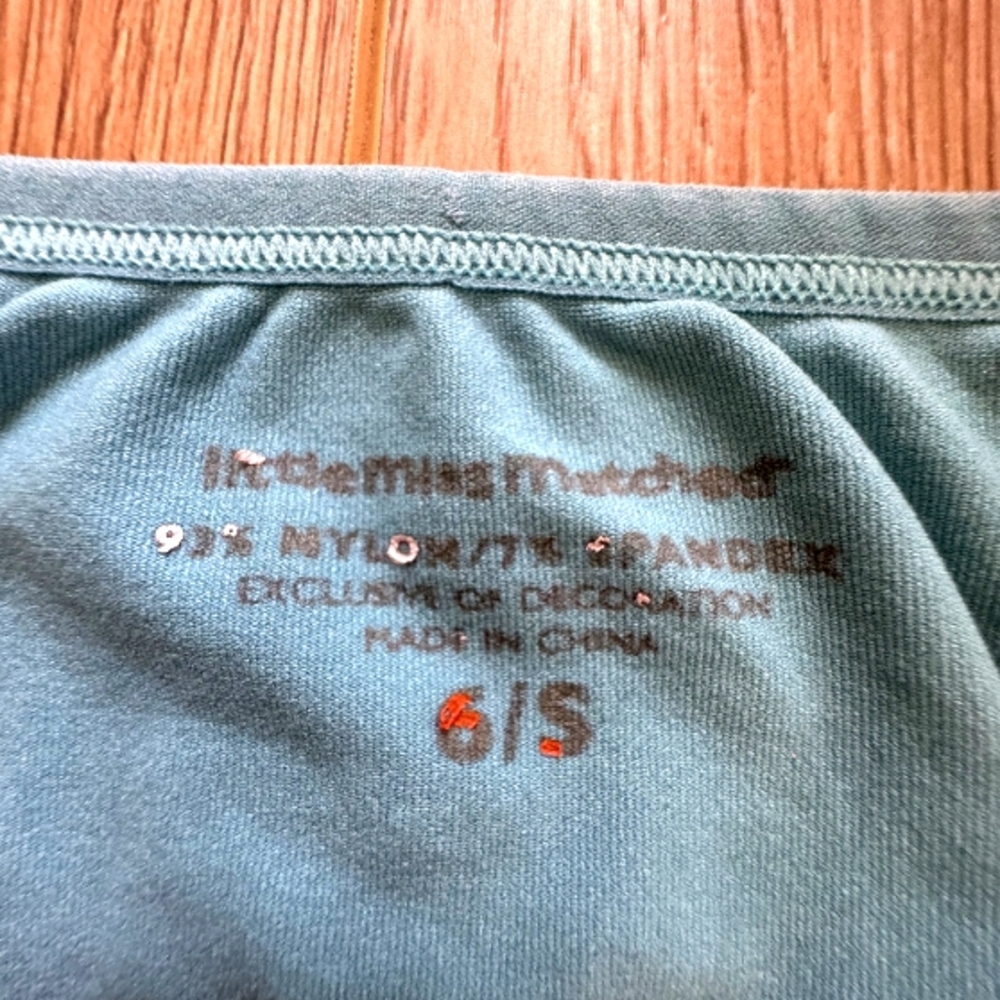 littlemissmatched
93% NYLON/7% SPANDEX
EXCLUSIVE OF DECORATION
MADE IN CHINA
6/S